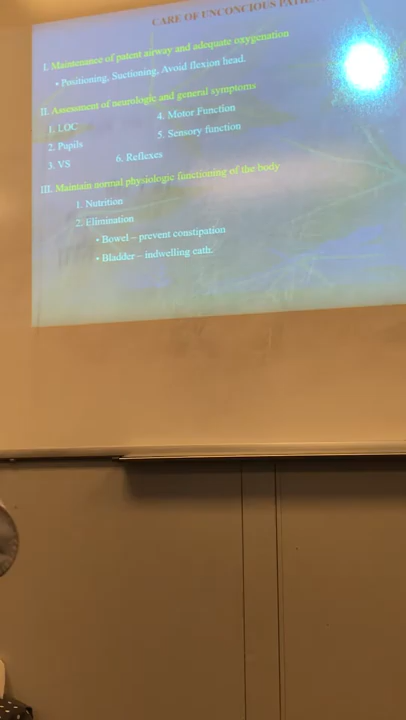 CARE OF UNCONCIOUS PATIEN
I. Maintenance of patent airway and adequate oxygenation
• Positioning, Suctioning, Avoid flexion head.
II. Assessment of neurologic and general symptoms
1. LOC 4. Motor Function
2. Pupils 5. Sensory function
3. VS 6. Reflexes
III. Maintain normal physiologic functioning of the body
1. Nutrition
2. Elimination
• Bowel – prevent constipation
• Bladder – indwelling cath.